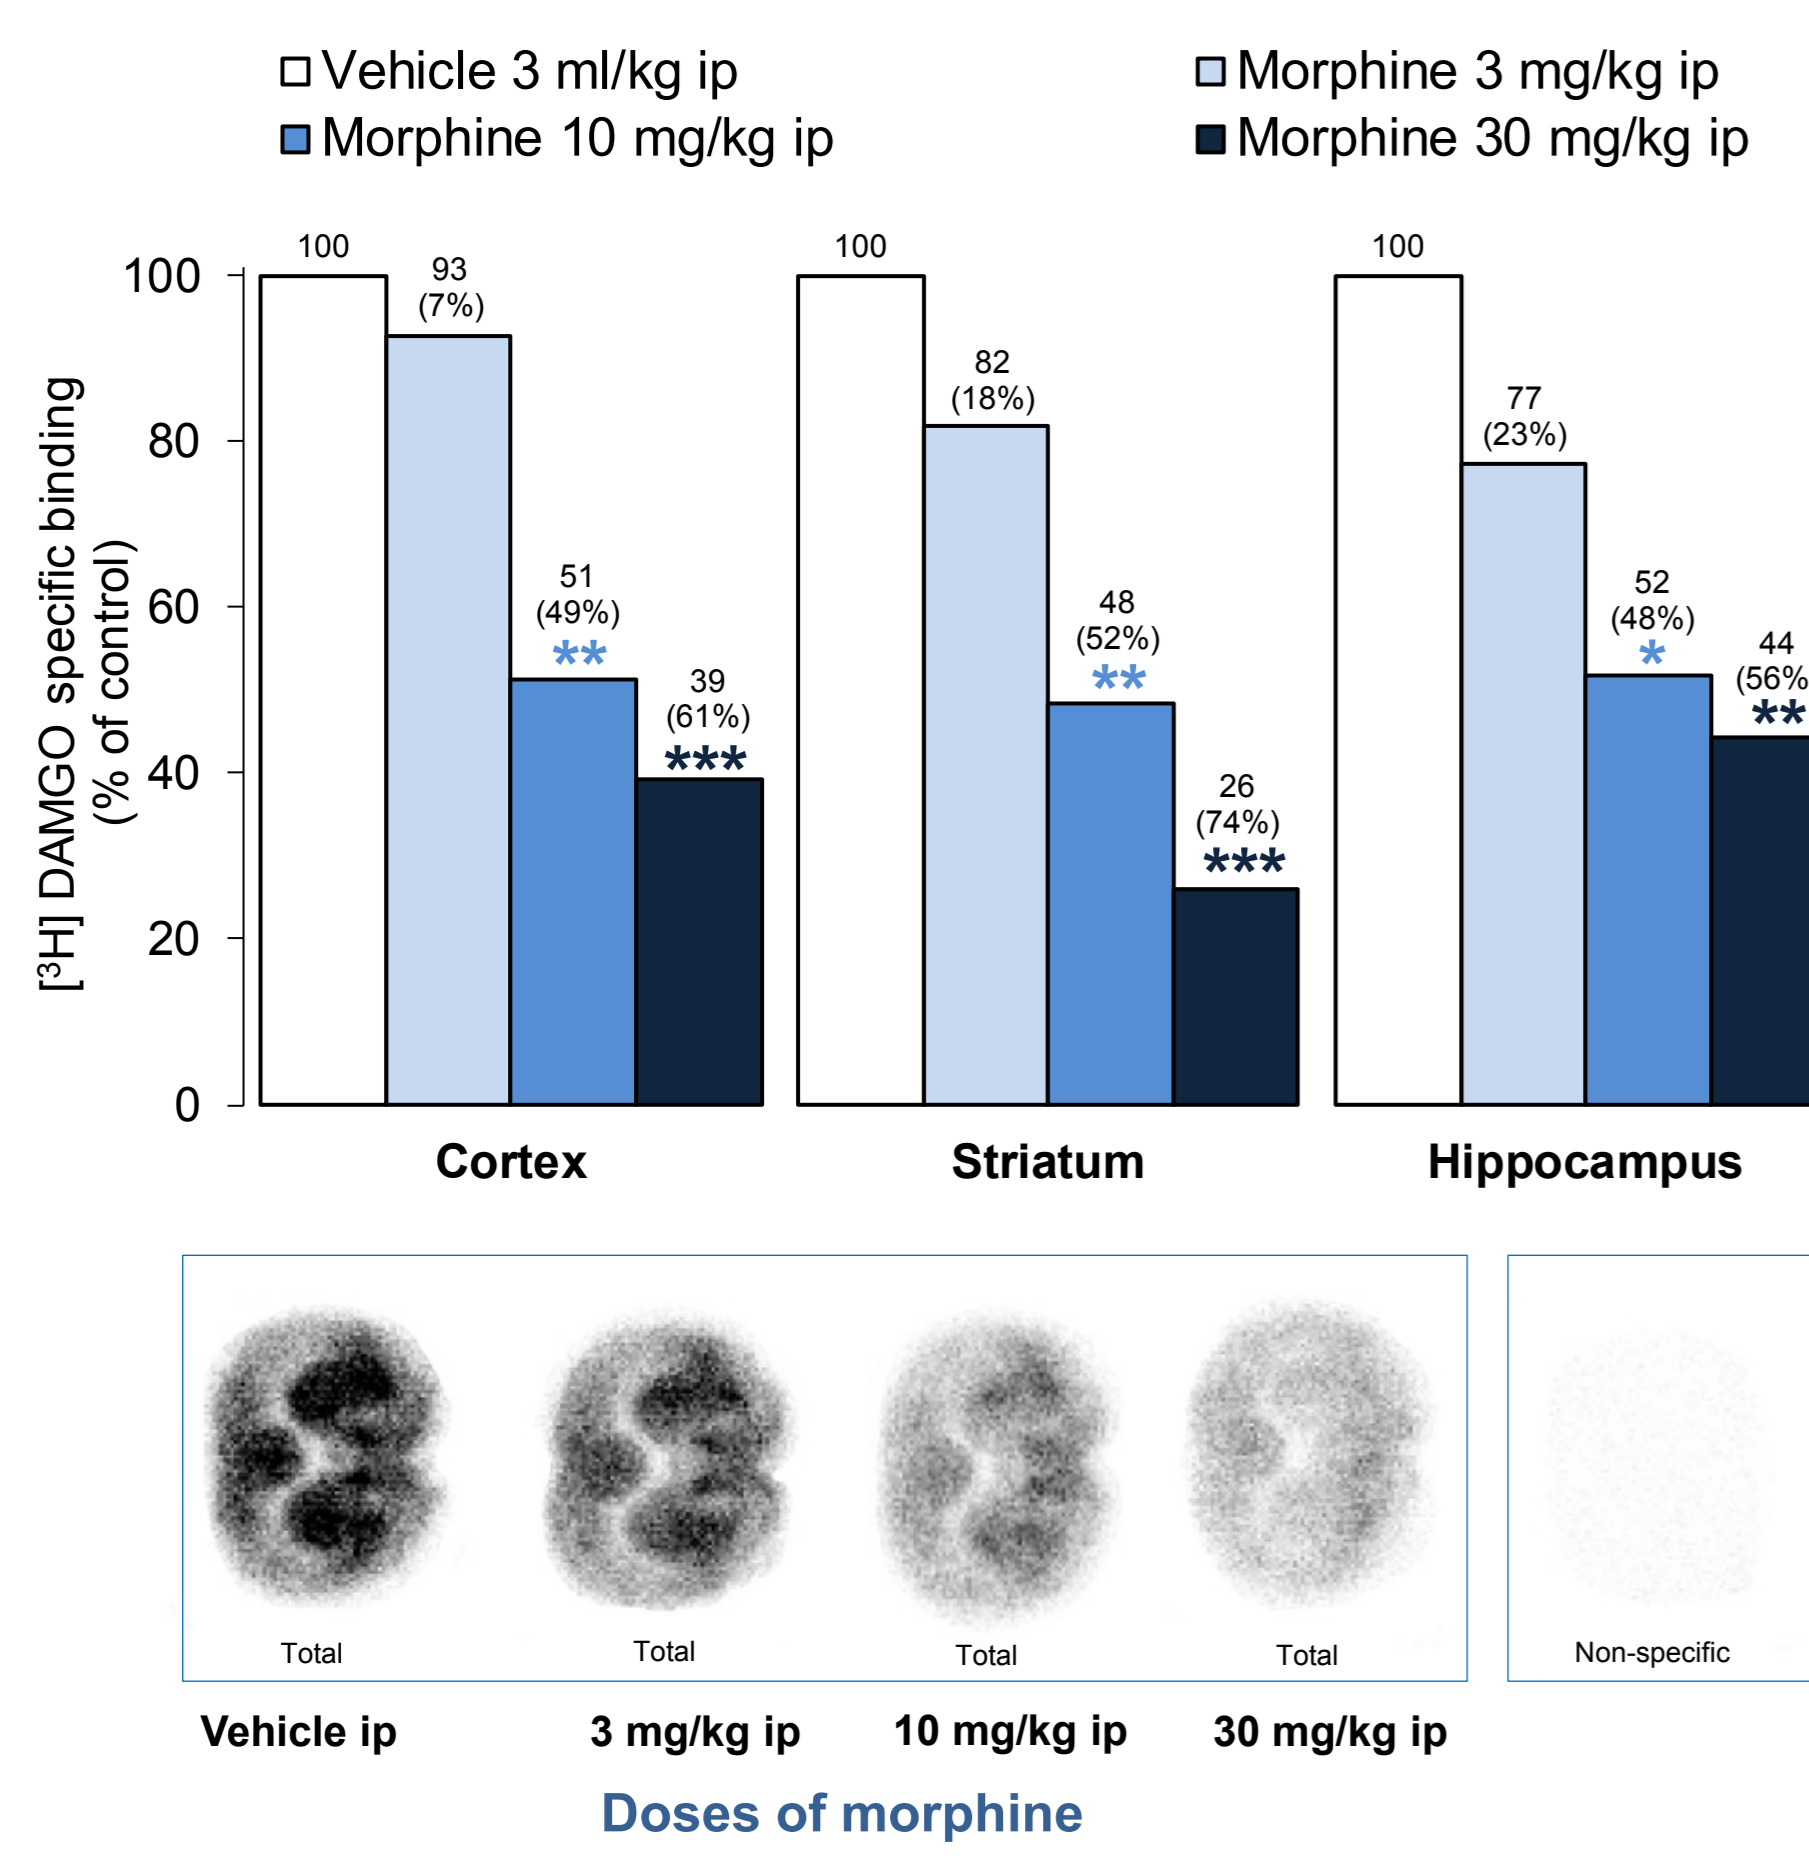 Vehicle 3 ml/kg ip
Morphine 3 mg/kg ip
Morphine 10 mg/kg ip
Morphine 30 mg/kg ip
[³H] DAMGO specific binding
(% of control)
100
80
60
40
20
0
100
93
(7%)
51
(49%)
**
39
(61%)
***
100
82
(18%)
48
(52%)
**
26
(74%)
***
100
77
(23%)
52
(48%)
*
44
(56%
**
Cortex
Striatum
Hippocampus
Total
Total
Total
Total
Non-specific
Vehicle ip
3 mg/kg ip
10 mg/kg ip
30 mg/kg ip
Doses of morphine